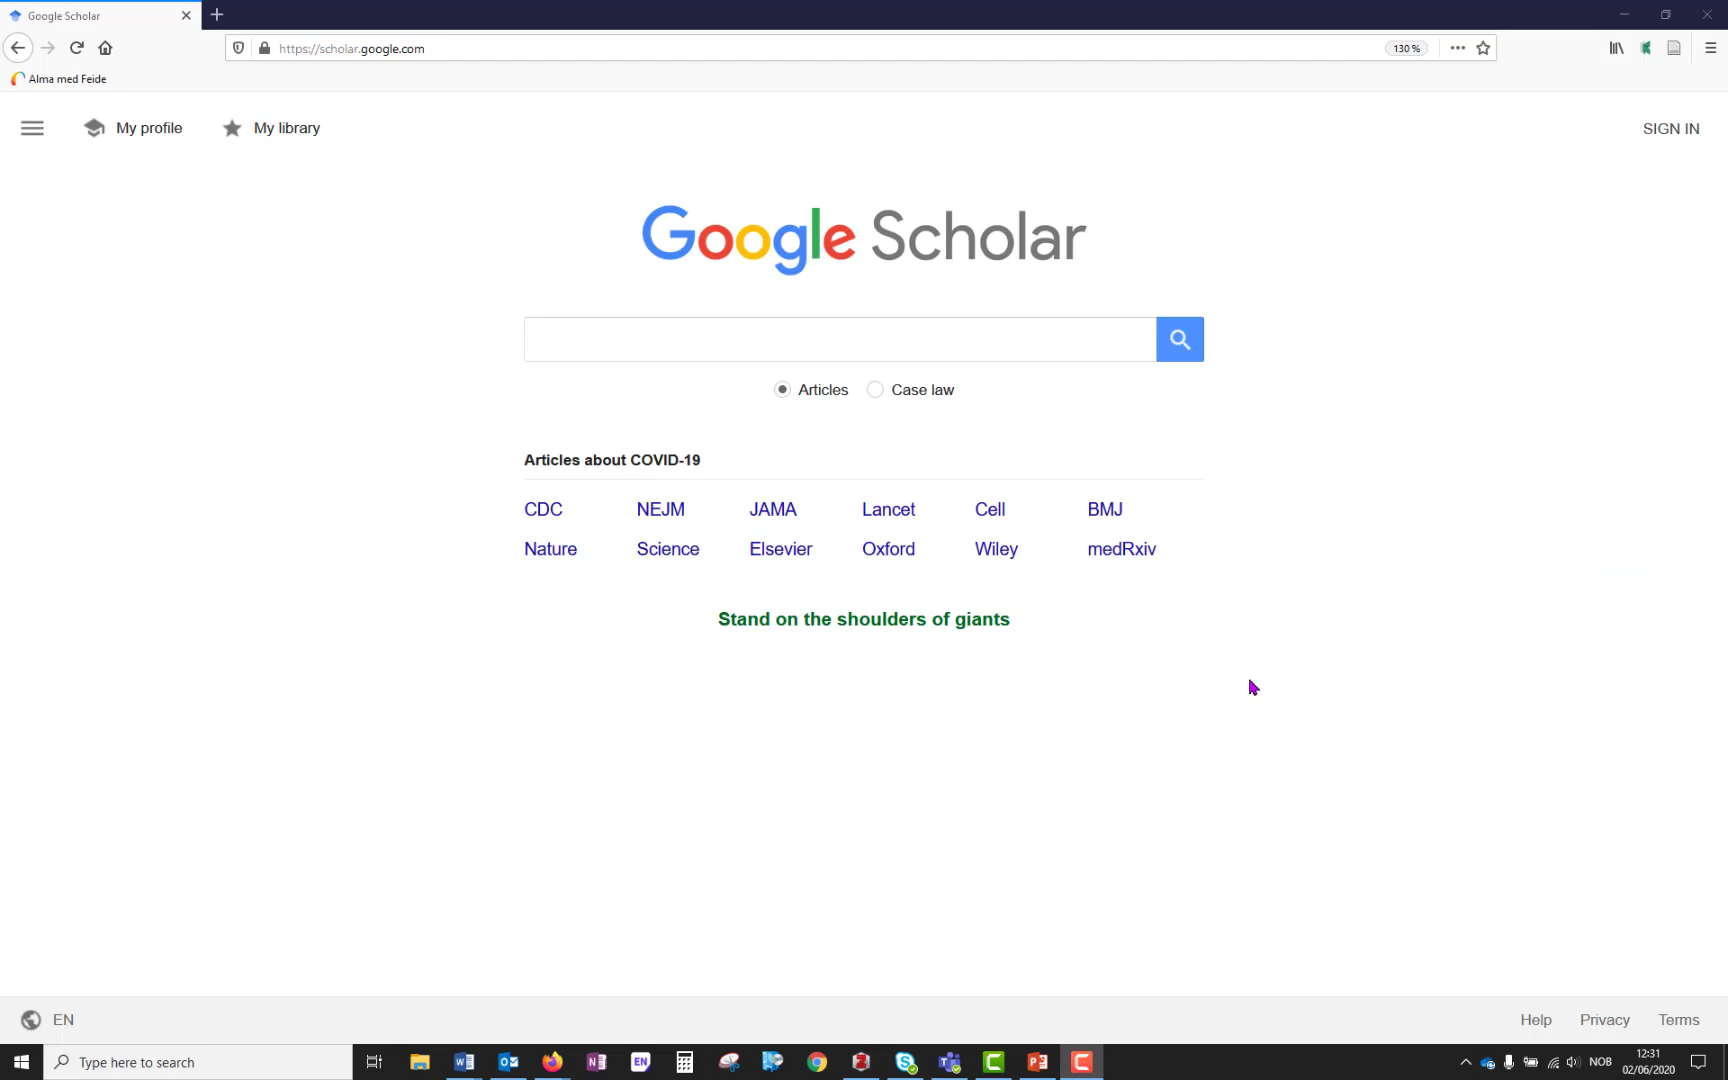 Google Scholar
https://scholar.google.com
130 %
Alma med Feide
My profile
My library
SIGN IN
Google Scholar
Articles
Case law
Articles about COVID-19
CDC NEJM JAMA Lancet Cell BMJ
Nature Science Elsevier Oxford Wiley medRxiv
Stand on the shoulders of giants
EN
Help Privacy Terms
Type here to search
EN
NOB
12:31
02/06/2020